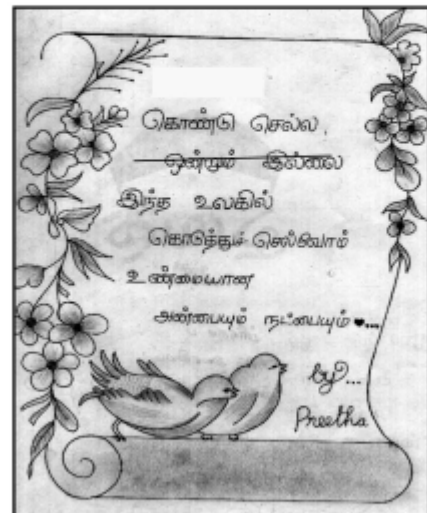 கொண்டு செல்ல,
ஒன்றும் இல்லை
இந்த உலகில்
கொடுத்துச் செல்வோம்
உண்மையான
அன்பையும் நட்பையும் ♥...
by...
Preetha